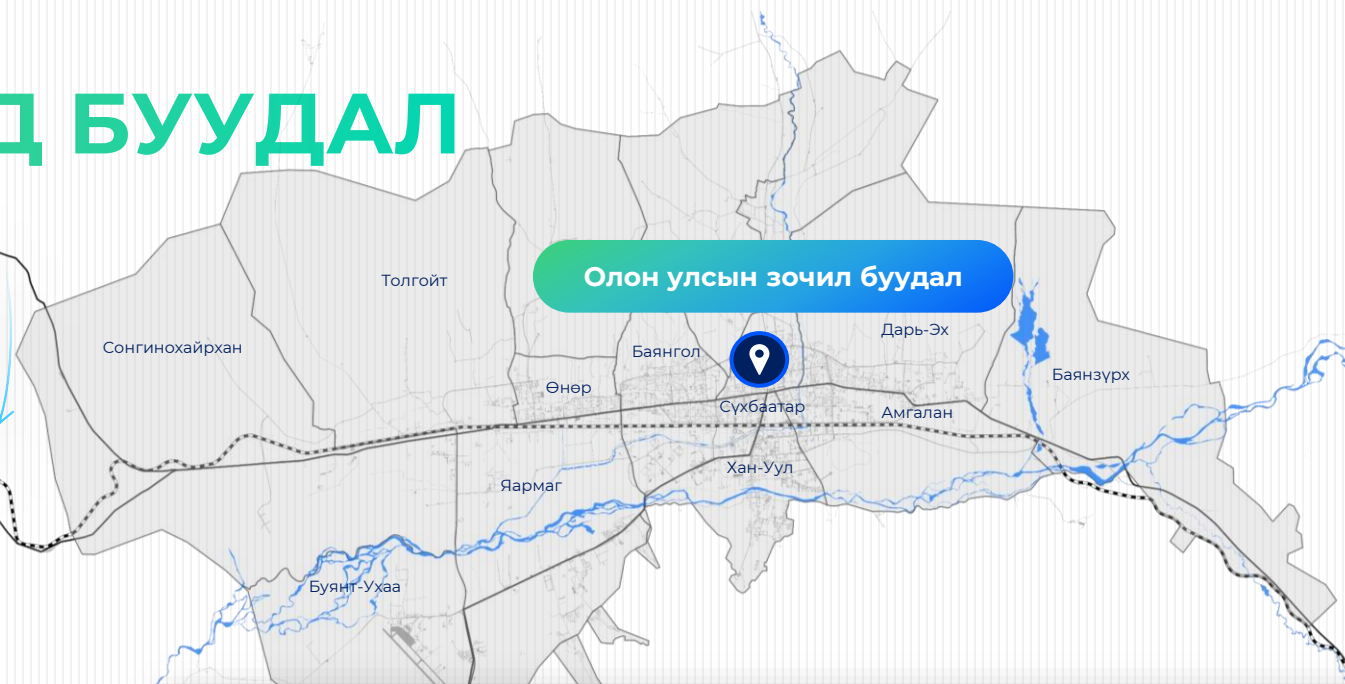 Д БУУДАЛ
Олон улсын зочил буудал
Толгойт
Дарь-Эх
Сонгинохайрхан
Баянгол
Баянзүрх
Өнөр
Сүхбаатар
Амгалан
Хан-Уул
Яармаг
Буянт-Ухаа